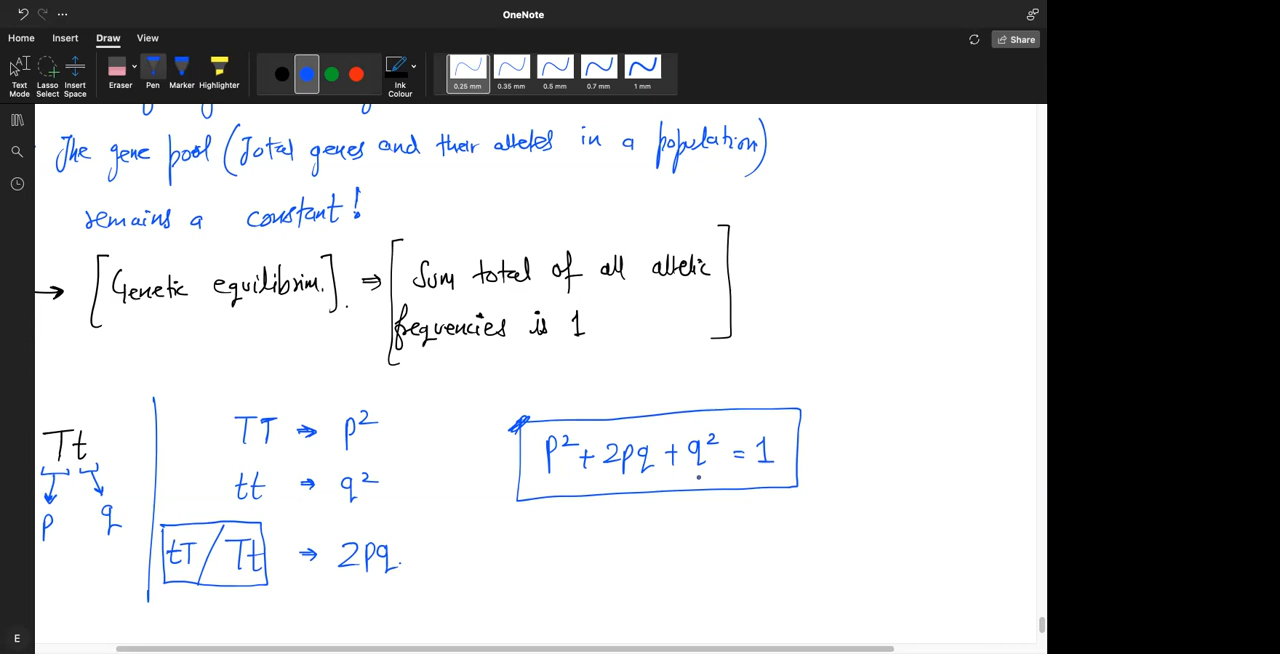 OneNote
Home Insert Draw View
Share
Text Mode
Lasso Select
Insert Space
Eraser
Pen
Marker
Highlighter
Ink Colour
0.25 mm
0.35 mm
0.5 mm
0.7 mm
1 mm
The gene pool (Total genes and their alleles in a population)
remains a constant!
→ [Genetic equilibrim.] ⇒ [Sum total of all allelic
frequencies is 1]
Tt
p q
TT ⇒ p²
tt ⇒ q²
tT / Tt ⇒ 2pq.
p² + 2pq + q² = 1
E